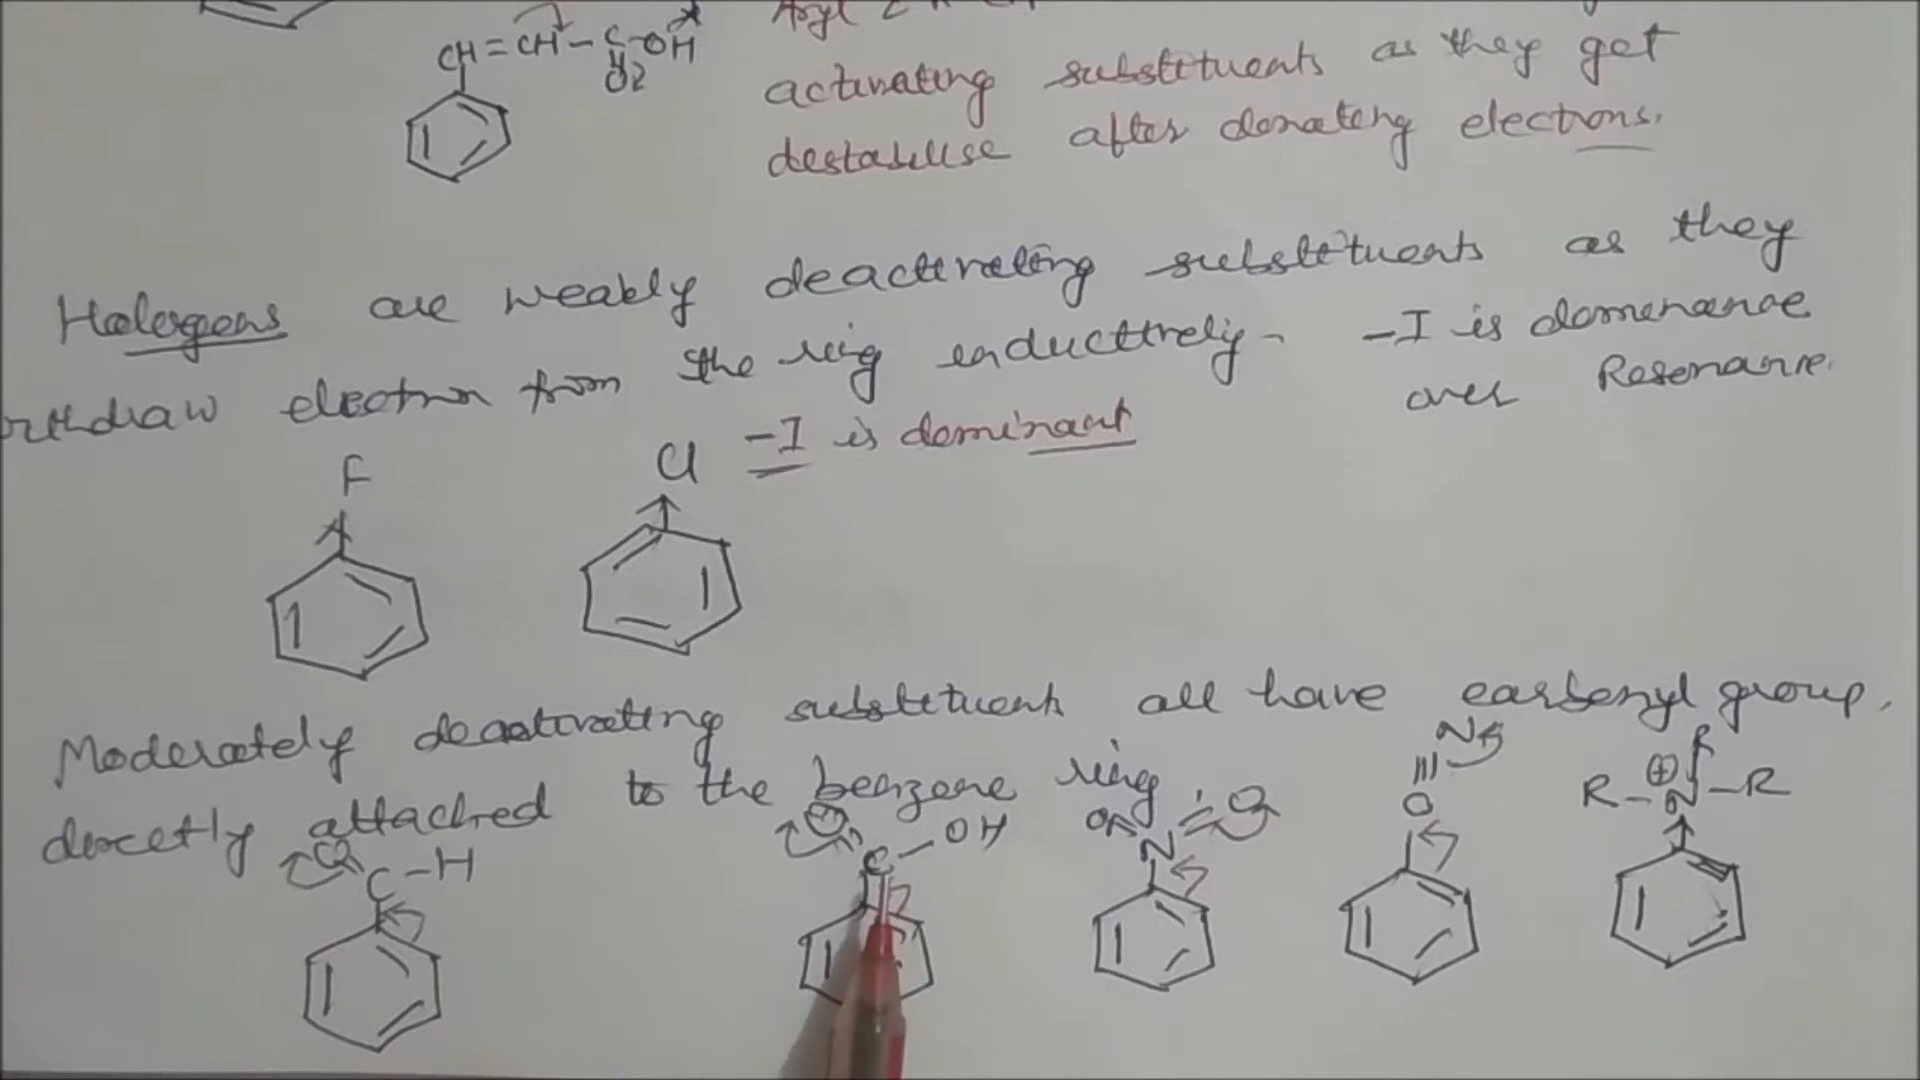 CH=CH-C-OH
O2
activating substituents as they get
destabilise after donating electrons.
Halogens are weakly deactivating substituents as they
withdraw electron from the ring inductively - -I is dominance
over Resonance.
-I is dominant
F
Cl
Moderately deactivating substituents all have carbonyl group,
directly attached to the benzene ring
O
C-H
O
C-OH
O
N
O
N
C
R
R-N-R
⊕